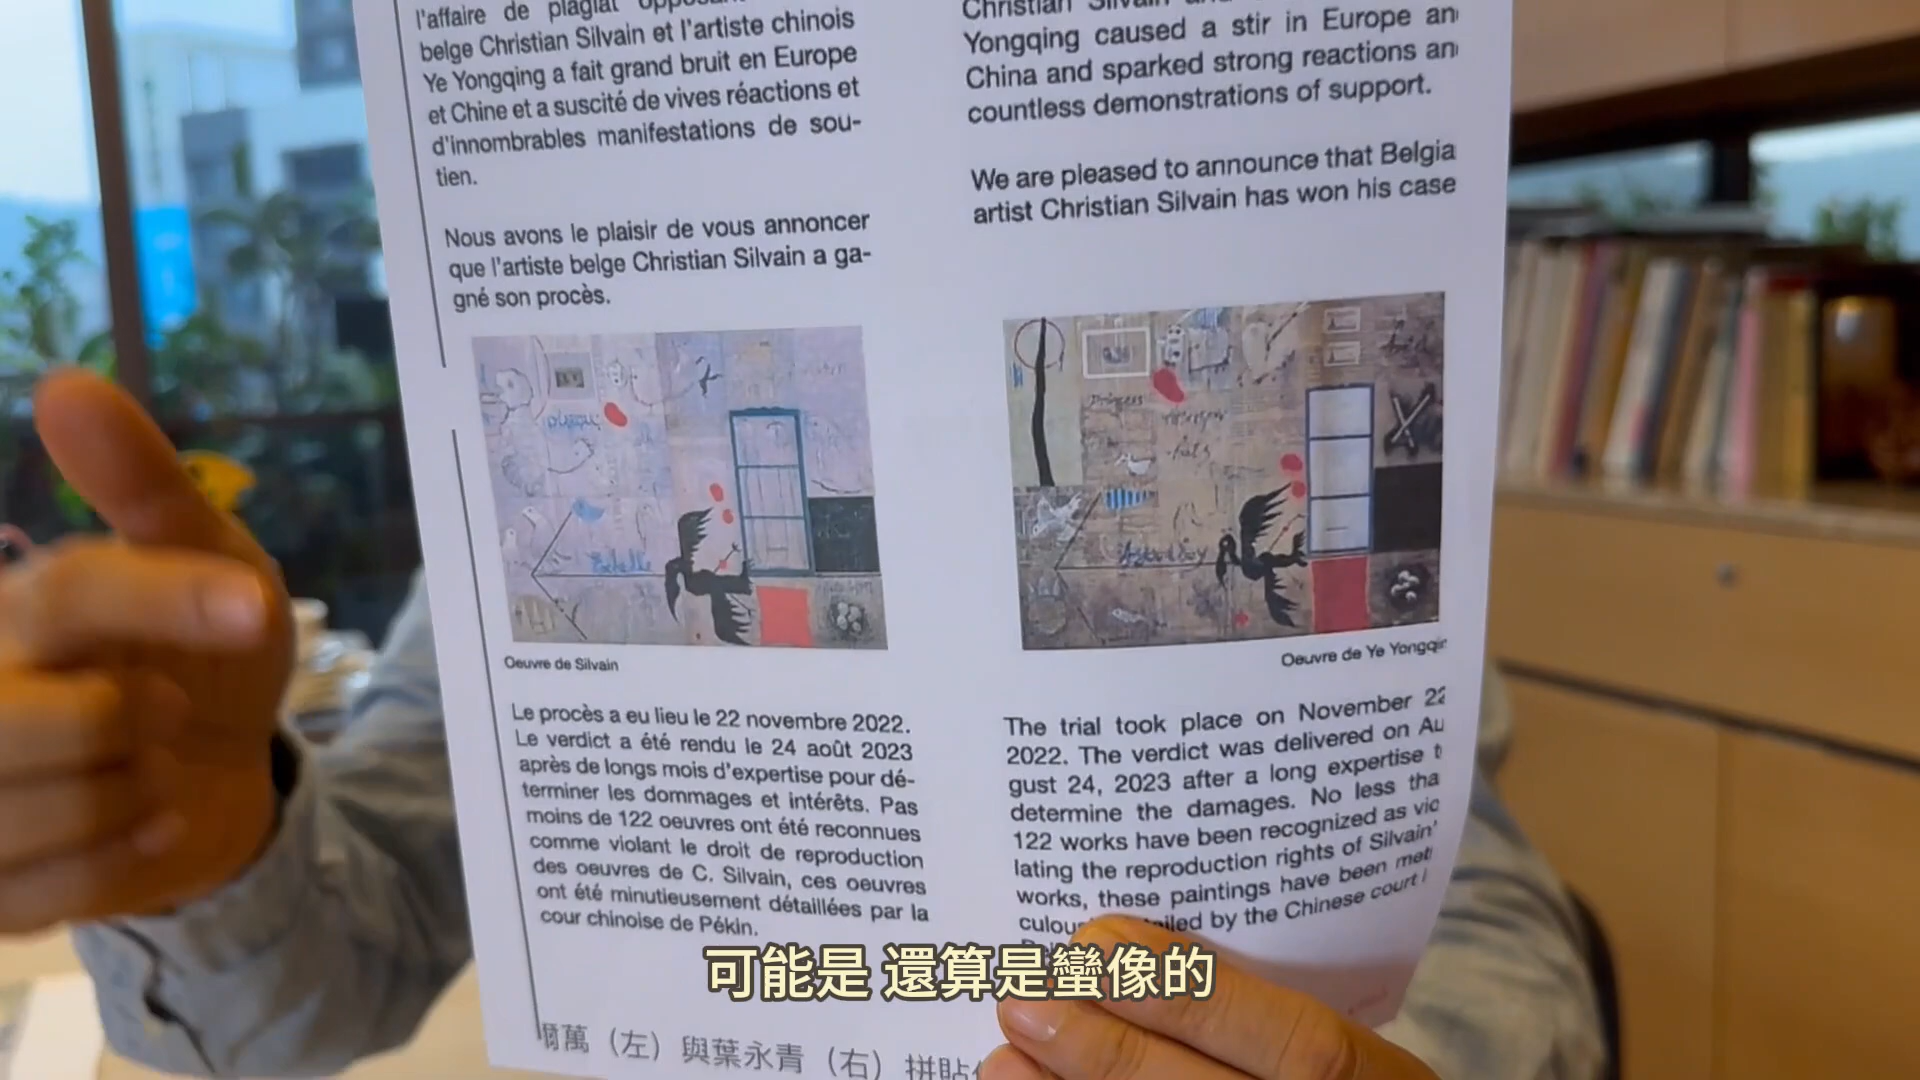 l'affaire de plagiat
belge Christian Silvain et l'artiste chinois
Ye Yongqing a fait grand bruit en Europe
et Chine et a suscité de vives réactions et
d'innombrables manifestations de sou-
tien.
Nous avons le plaisir de vous annoncer
que l'artiste belge Christian Silvain a ga-
gné son procès.
Oeuvre de Silvain
Le procès a eu lieu le 22 novembre 2022.
Le verdict a été rendu le 24 août 2023
après de longs mois d'expertise pour dé-
terminer les dommages et intérêts. Pas
moins de 122 oeuvres ont été reconnues
comme violant le droit de reproduction
des oeuvres de C. Silvain, ces oeuvres
ont été minutieusement détaillées par la
cour chinoise de Pékin.
Christian Silvain
Yongqing caused a stir in Europe an
China and sparked strong reactions an
countless demonstrations of support.
We are pleased to announce that Belgia
artist Christian Silvain has won his case
Oeuvre de Ye Yongqin
The trial took place on November 22
2022. The verdict was delivered on Au
gust 24, 2023 after a long expertise t
determine the damages. No less tha
122 works have been recognized as vio
lating the reproduction rights of Silvain'
works, these paintings have been meti
culou iled by the Chinese court i
可能是 還算是蠻像的
爾萬（左）與葉永青（右）拼貼